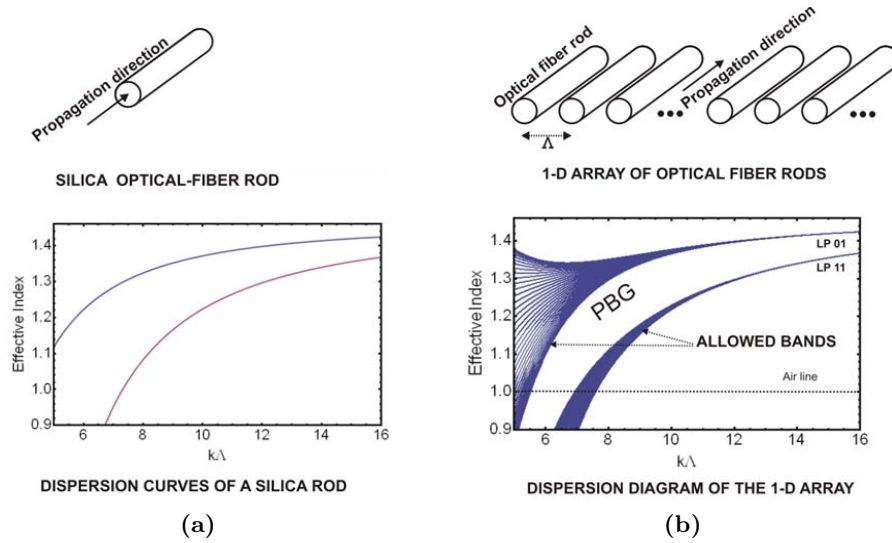 Propagation direction
SILICA OPTICAL-FIBER ROD
Effective Index
1.4
1.3
1.2
1.1
1.0
0.9
6 8 10 12 14 16
kΛ
DISPERSION CURVES OF A SILICA ROD
(a)
Optical fiber rod
Propagation direction
Λ
1-D ARRAY OF OPTICAL FIBER RODS
Effective Index
1.4
1.3
1.2
1.1
1.0
0.9
LP 01
LP 11
PBG
ALLOWED BANDS
Air line
6 8 10 12 14 16
kΛ
DISPERSION DIAGRAM OF THE 1-D ARRAY
(b)